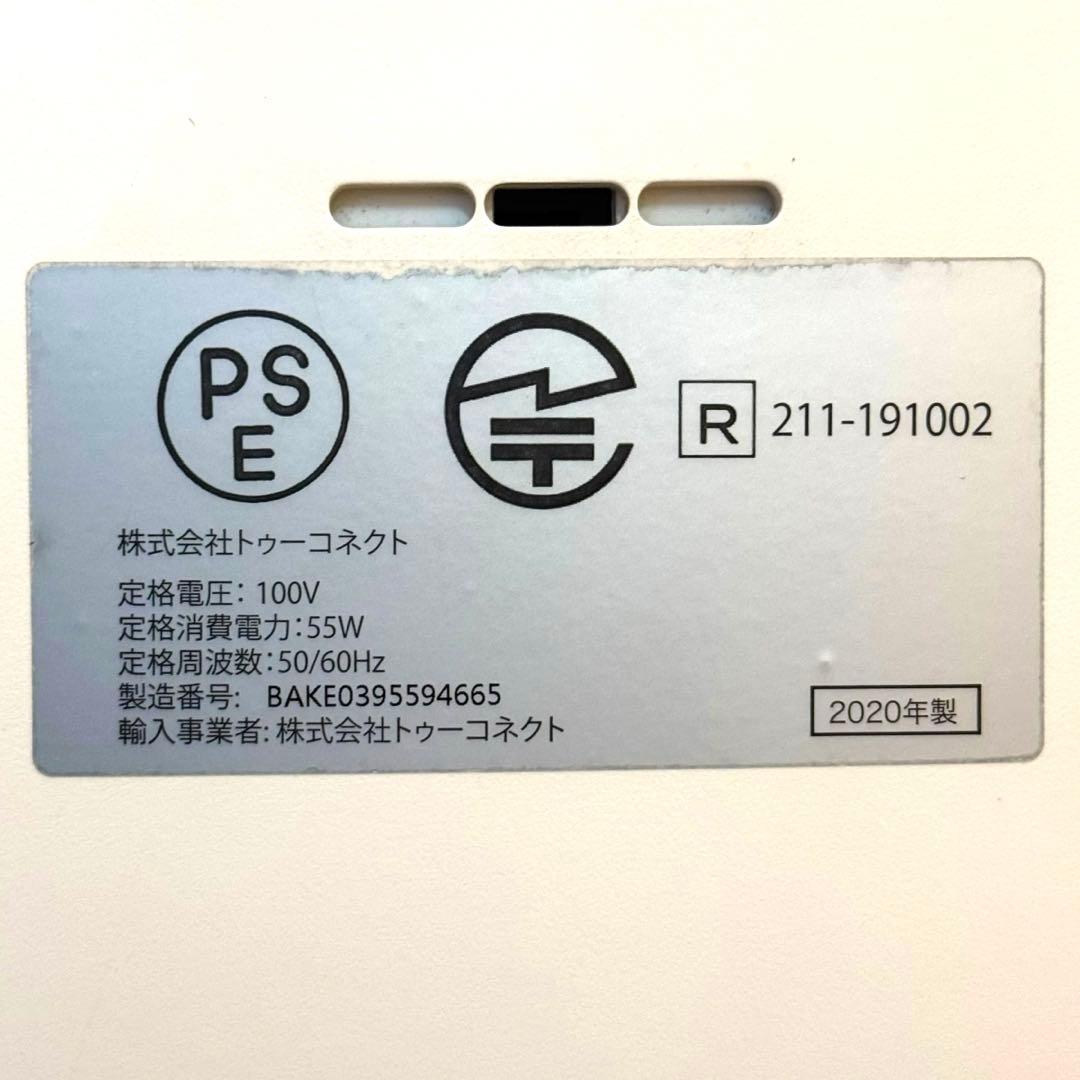 PS
E
R 211-191002
株式会社トゥーコネクト
定格電圧: 100V
定格消費電力:55W
定格周波数:50/60Hz
製造番号: BAKE0395594665
輸入事業者: 株式会社トゥーコネクト
2020年製